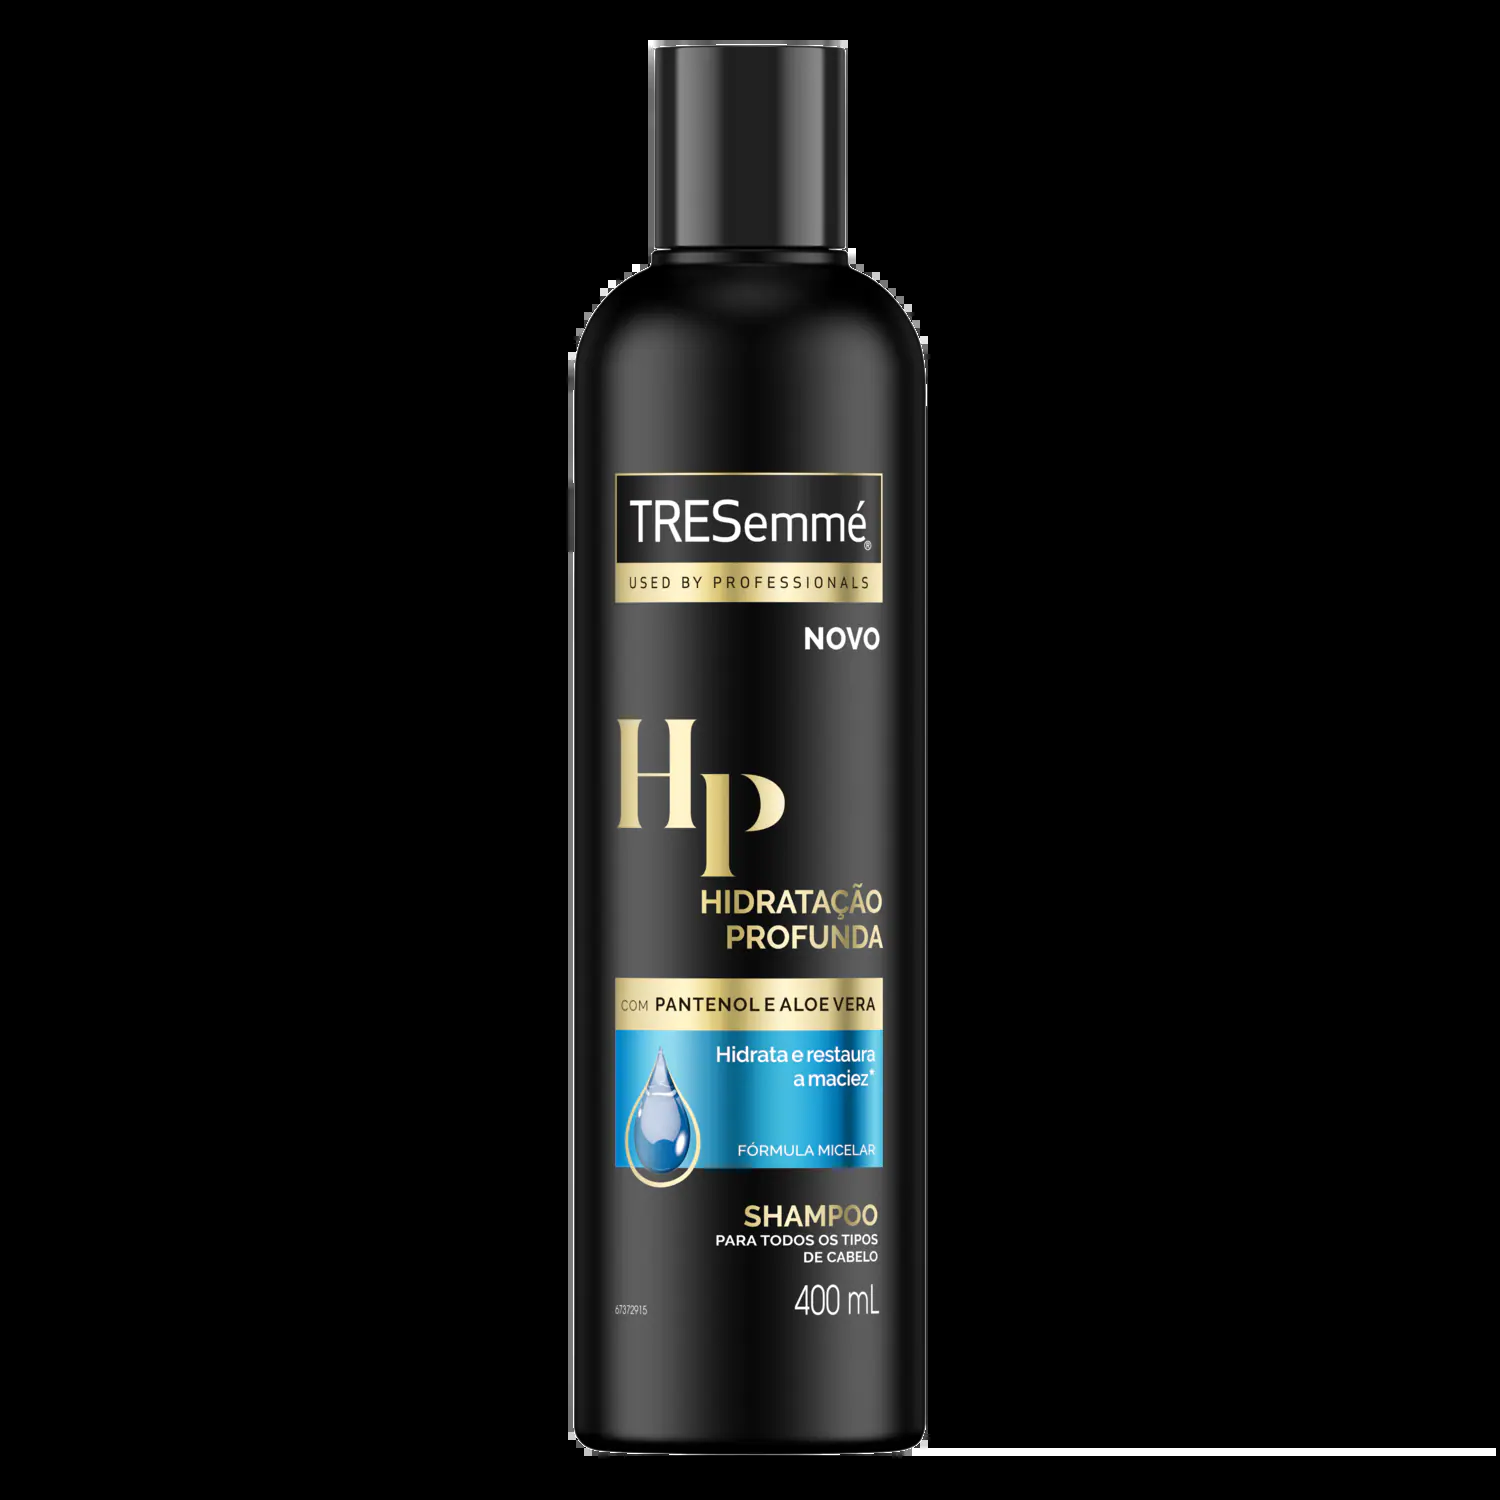 TRESemmé®
USED BY PROFESSIONALS
NOVO
HP
HIDRATAÇÃO
PROFUNDA
COM PANTENOL E ALOE VERA
Hidrata e restaura
a maciez*
FÓRMULA MICELAR
SHAMPOO
PARA TODOS OS TIPOS
DE CABELO
400 mL
67372915